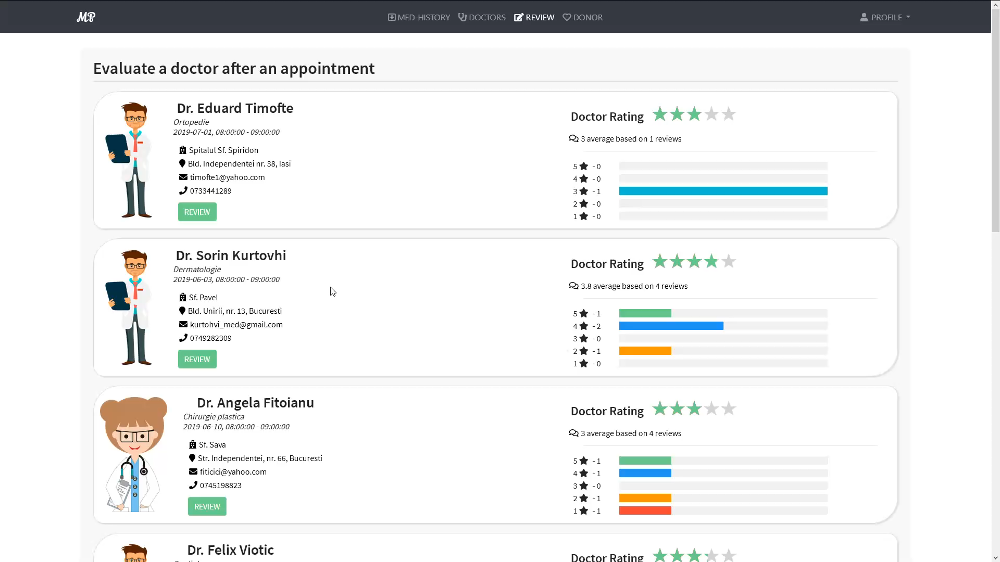 MP
MED-HISTORY DOCTORS REVIEW DONOR
PROFILE
Evaluate a doctor after an appointment
Dr. Eduard Timofte
Ortopedie
2019-07-01, 08:00:00 - 09:00:00
Spitalul Sf. Spiridon
Bld. Independentei nr. 38, Iasi
timofte1@yahoo.com
0733441289
REVIEW
Doctor Rating
3 average based on 1 reviews
5 - 0
4 - 0
3 - 1
2 - 0
1 - 0
Dr. Sorin Kurtovhi
Dermatologie
2019-06-03, 08:00:00 - 09:00:00
Sf. Pavel
Bld. Unirii, nr. 13, Bucuresti
kurtohvi_med@gmail.com
0749282309
REVIEW
Doctor Rating
3.8 average based on 4 reviews
5 - 1
4 - 2
3 - 0
2 - 1
1 - 0
Dr. Angela Fitoianu
Chirurgie plastica
2019-06-10, 08:00:00 - 09:00:00
Sf. Sava
Str. Independentei, nr. 66, Bucuresti
fiticici@yahoo.com
0745198823
REVIEW
Doctor Rating
3 average based on 4 reviews
5 - 1
4 - 1
3 - 0
2 - 1
1 - 1
Dr. Felix Viotic
Doctor Rating